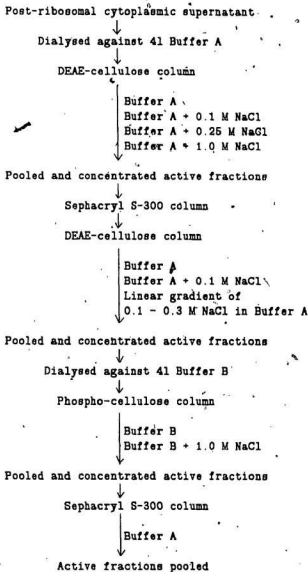 Post-ribosomal cytoplasmic supernatant
Dialysed against 4l Buffer A
DEAE-cellulose column
Buffer A
Buffer A + 0.1 M NaCl
Buffer A + 0.25 M NaCl
Buffer A + 1.0 M NaCl
Pooled and concentrated active fractions
Sephacryl S-300 column
DEAE-cellulose column
Buffer A
Buffer A + 0.1 M NaCl
Linear gradient of
0.1 - 0.3 M NaCl in Buffer A
Pooled and concentrated active fractions
Dialysed against 4l Buffer B
Phospho-cellulose column
Buffer B
Buffer B + 1.0 M NaCl
Pooled and concentrated active fractions
Sephacryl S-300 column
Buffer A
Active fractions pooled